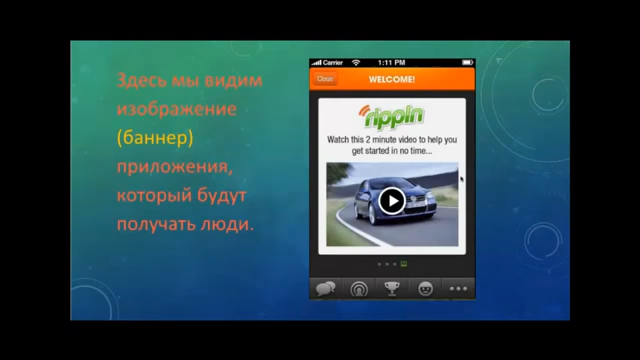 Здесь мы видим
изображение
(баннер)
приложения,
который будут
получать люди.
Carrier 1:11 PM
Close WELCOME!
rippln
Watch this 2 minute video to help you
get started in no time...